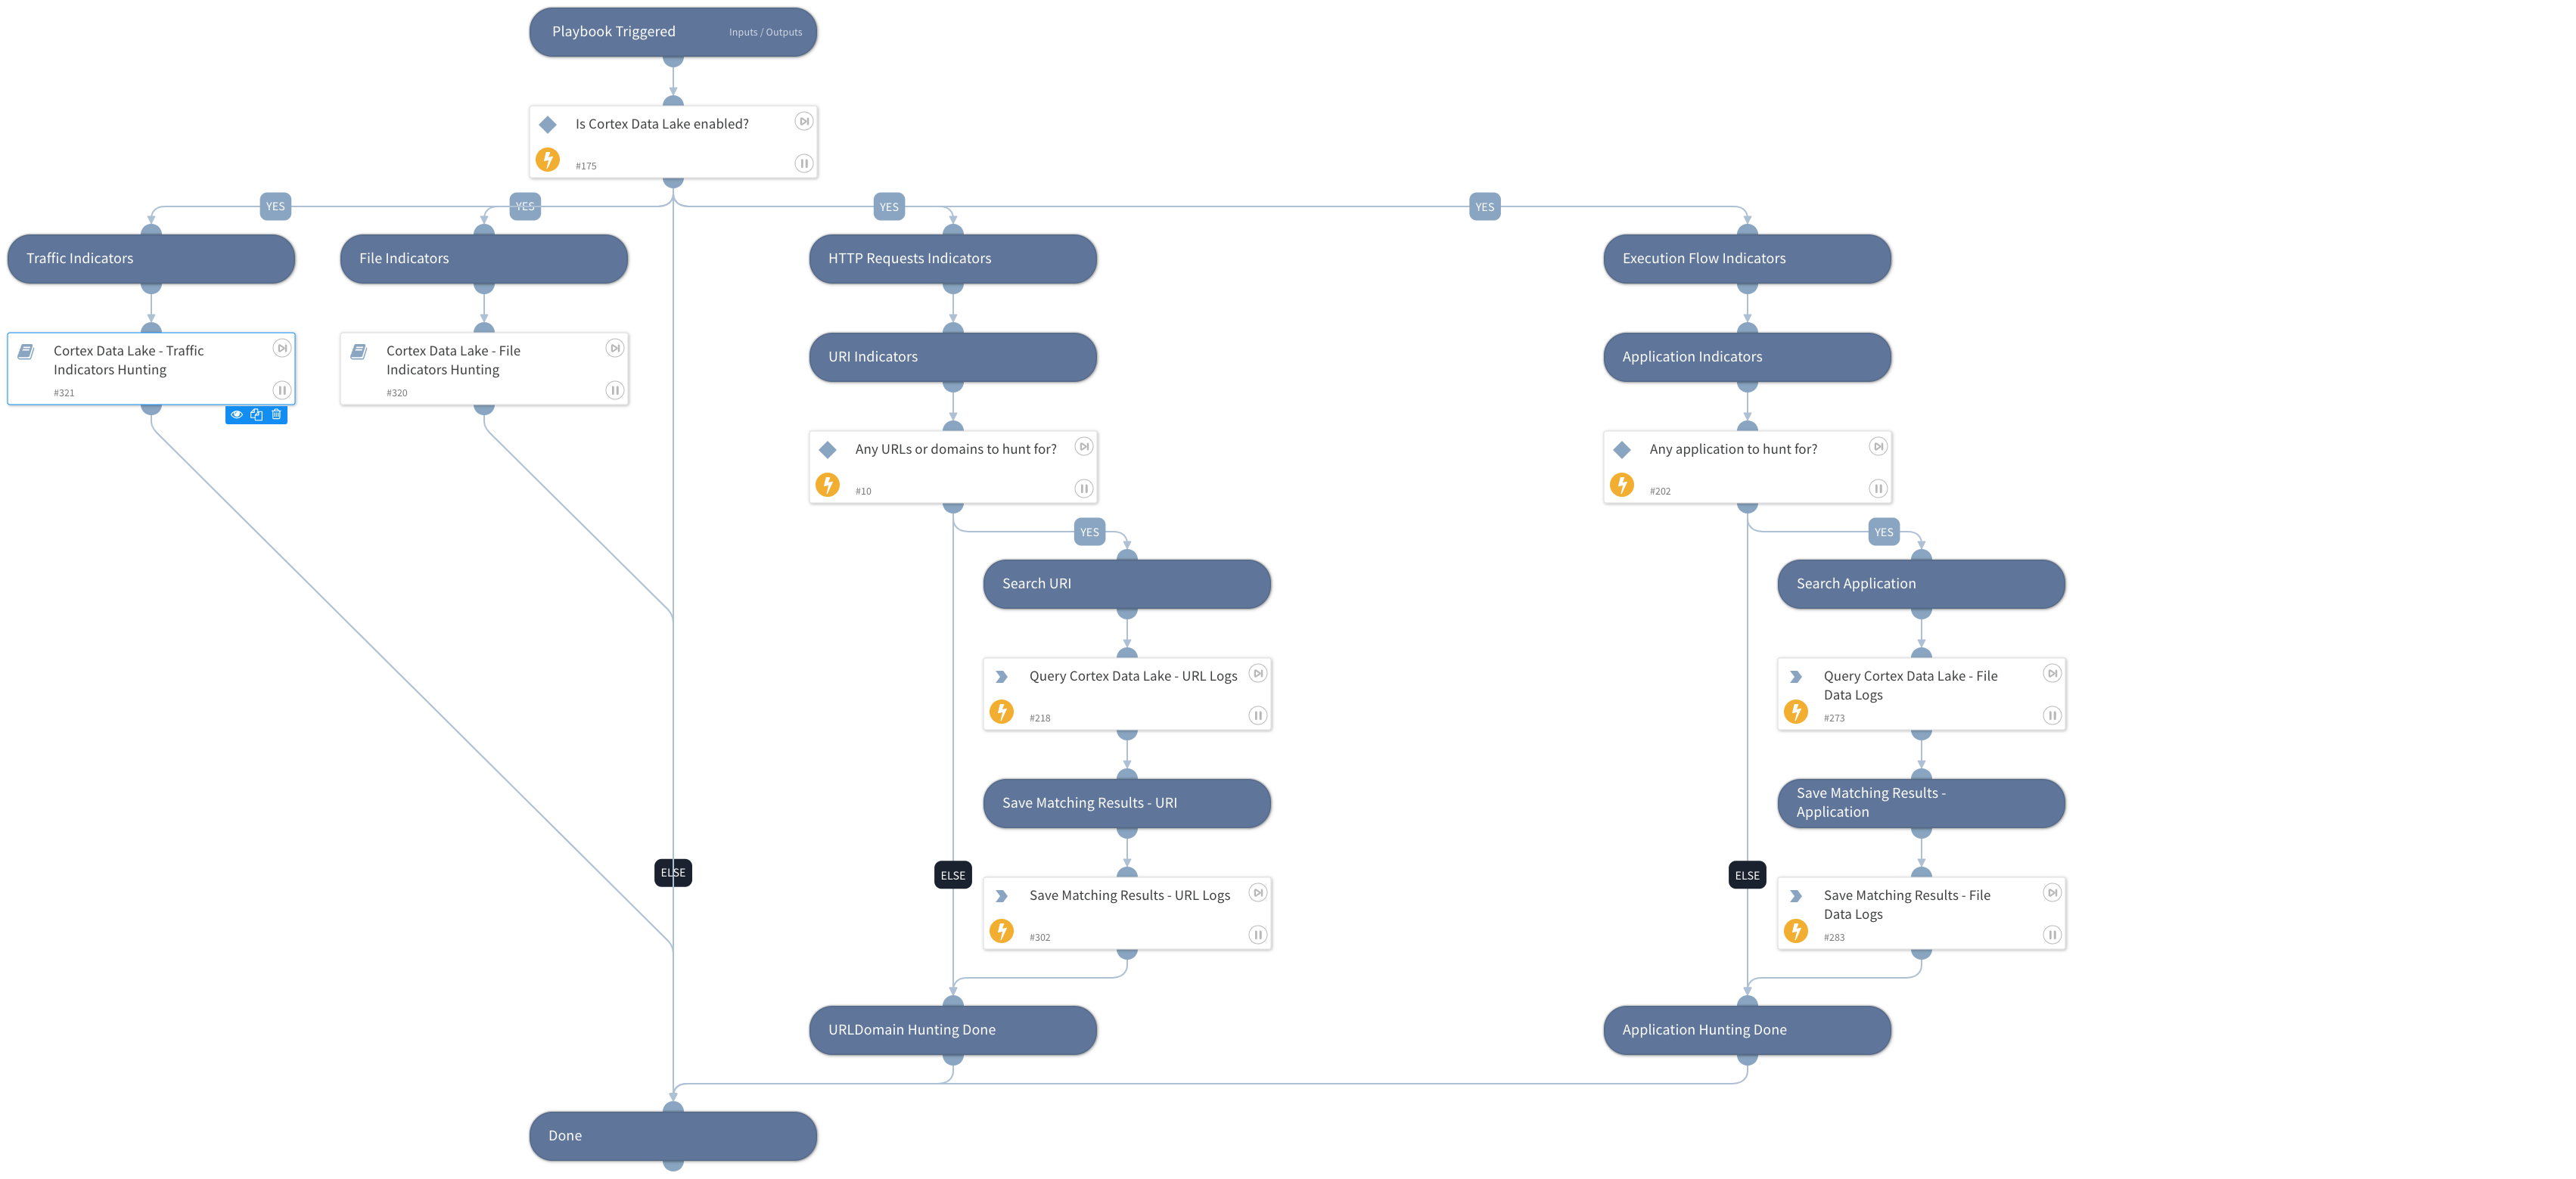 Playbook Triggered
Inputs / Outputs
Is Cortex Data Lake enabled?
#175
YES
YES
YES
YES
Traffic Indicators
File Indicators
HTTP Requests Indicators
Execution Flow Indicators
Cortex Data Lake - Traffic
Indicators Hunting
#321
Cortex Data Lake - File
Indicators Hunting
#320
URI Indicators
Application Indicators
Any URLs or domains to hunt for?
#10
Any application to hunt for?
#202
YES
YES
Search URI
Search Application
Query Cortex Data Lake - URL Logs
#218
Query Cortex Data Lake - File
Data Logs
#273
Save Matching Results - URI
Save Matching Results -
Application
ELSE
ELSE
ELSE
Save Matching Results - URL Logs
#302
Save Matching Results - File
Data Logs
#283
URLDomain Hunting Done
Application Hunting Done
Done